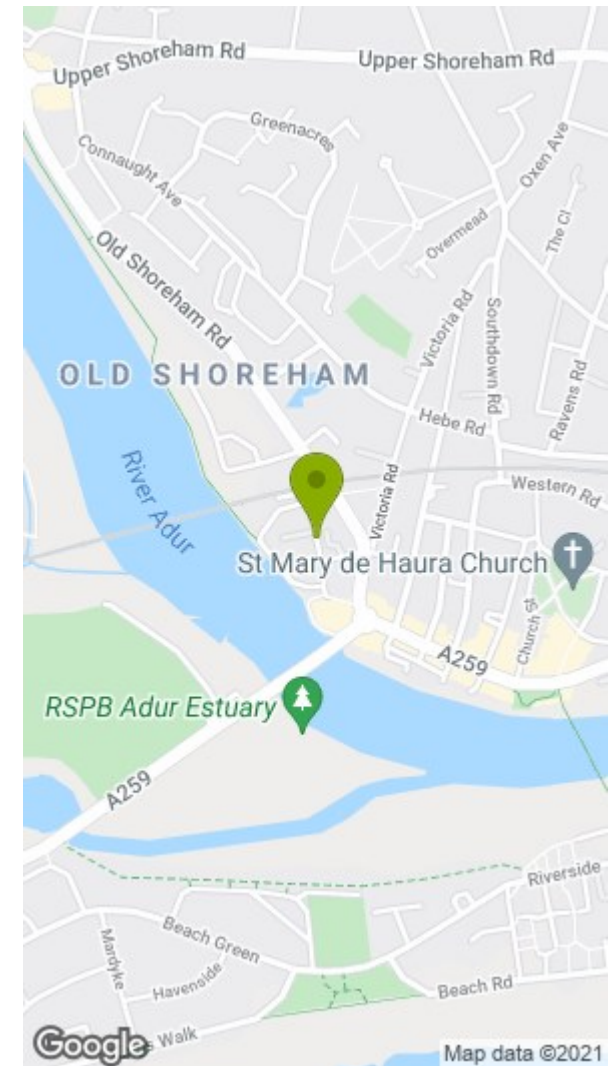 Upper Shoreham Rd
Upper Shoreham Rd
Greenacres
Connaught Ave
Oxen Ave
Overmead
The Cl
Old Shoreham Rd
Victoria Rd
Southdown Rd
OLD SHOREHAM
Ravens Rd
Hebe Rd
River Adur
Victoria Rd
Western Rd
St Mary de Haura Church
Church St
A259
RSPB Adur Estuary
A259
Riverside
Beach Green
Mardyke
Havenside
Beach Rd
Walk
Google
Map data ©2021